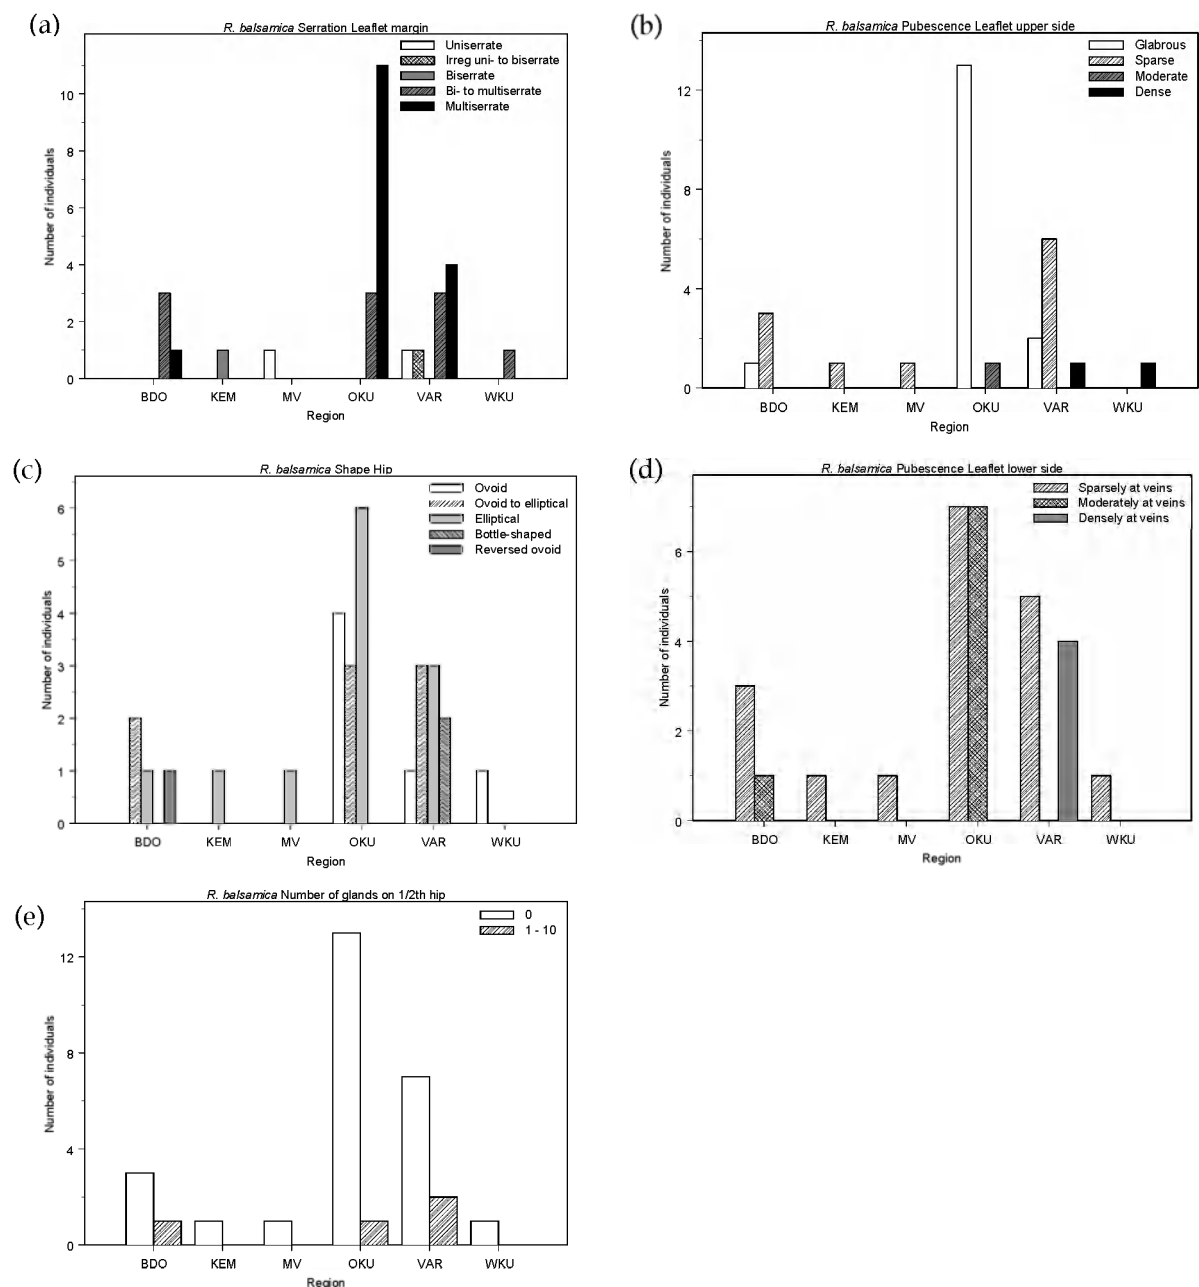 (a)
R. balsamica Serration Leaflet margin
Uniserrate
Irreg uni- to biserrate
Biserrate
Bi- to multiserrate
Multiserrate
Number of individuals
10
8
6
4
2
0
BDO KEM MV OKU VAR WKU
Region
(b)
R. balsamica Pubescence Leaflet upper side
Glabrous
Sparse
Moderate
Dense
Number of individuals
12
8
4
0
BDO KEM MV OKU VAR WKU
Region
(c)
R. balsamica Shape Hip
Ovoid
Ovoid to elliptical
Elliptical
Bottle-shaped
Reversed ovoid
Number of individuals
6
5
4
3
2
1
0
BDO KEM MV OKU VAR WKU
Region
(d)
R. balsamica Pubescence Leaflet lower side
Sparsely at veins
Moderately at veins
Densely at veins
Number of individuals
6
4
2
0
BDO KEM MV OKU VAR WKU
Region
(e)
R. balsamica Number of glands on 1/2th hip
0
1 - 10
Number of individuals
12
8
4
0
BDO KEM MV OKU VAR WKU
Region